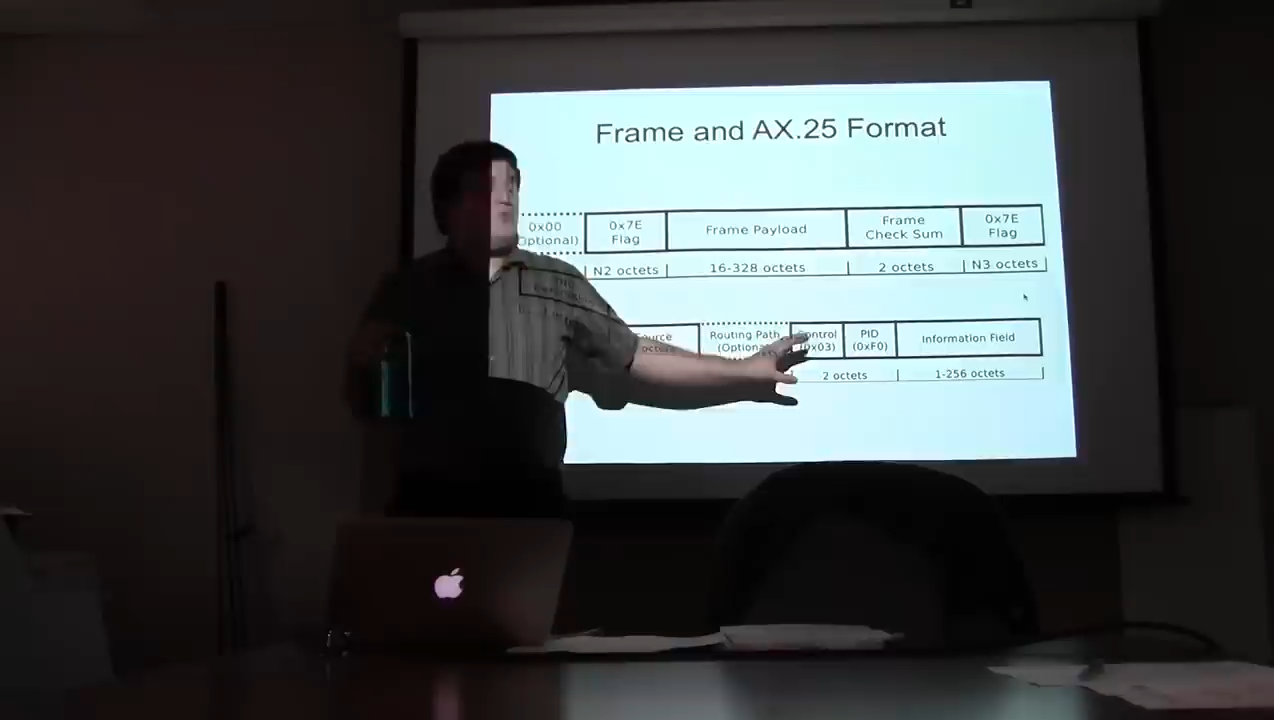 Frame and AX.25 Format
0x00
0x7E
Frame Payload
Frame
0x7E
Optional)
Flag
Check Sum
Flag
N2 octets
16-328 octets
2 octets
N3 octets
Routing Path
PID
Information Field
(0xF0)
2 octets
1-256 octets